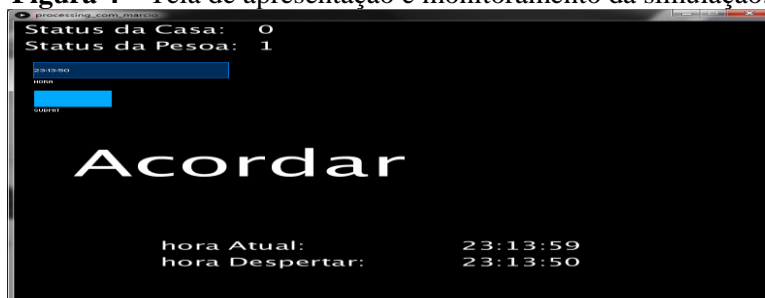 Figura 4 - Tela de apresentação e monitoramento da simulação.
processing_com_marcio
Status da Casa: 0
Status da Pesoa: 1
23:13:50
HORA
SUBMIT
Acordar
hora Atual: 23:13:59
hora Despertar: 23:13:50